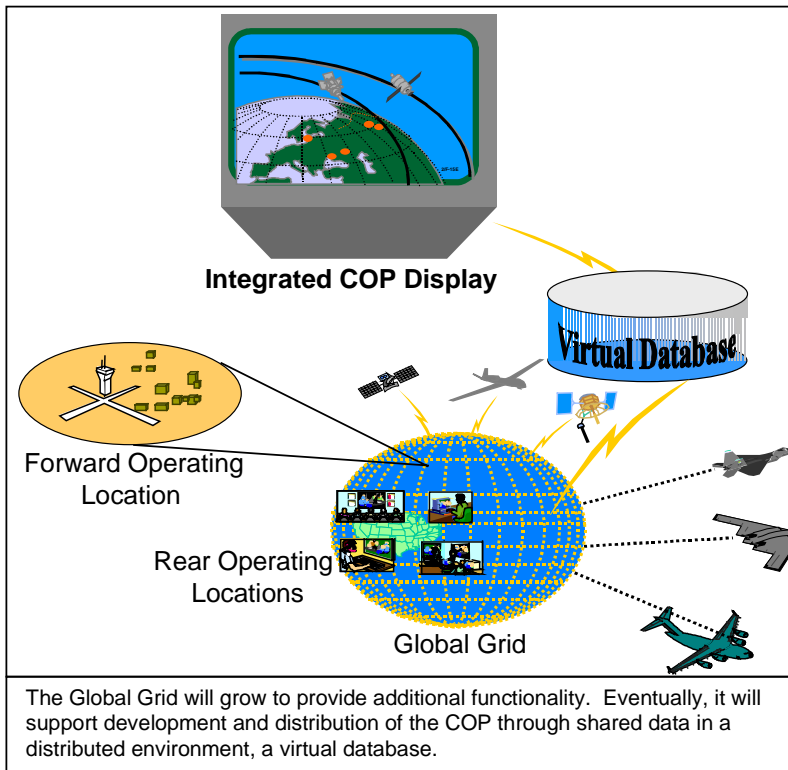 Integrated COP Display
Virtual Database
Forward Operating
Location
Rear Operating
Locations
Global Grid
The Global Grid will grow to provide additional functionality.  Eventually, it will
support development and distribution of the COP through shared data in a
distributed environment, a virtual database.